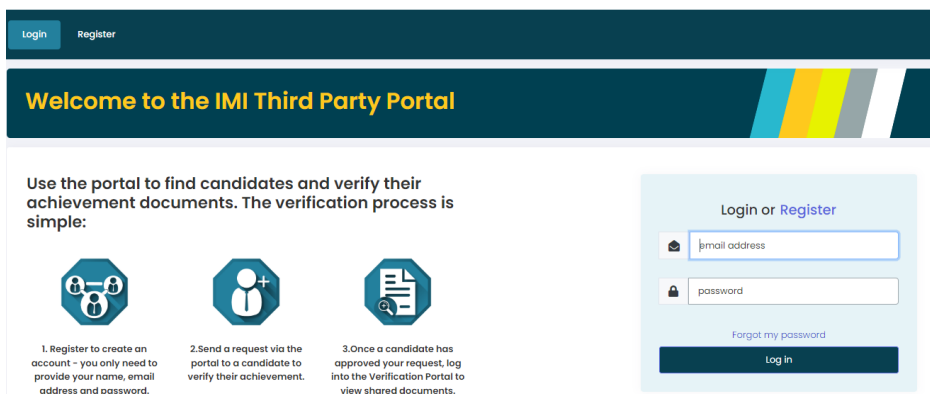 Login Register
Welcome to the IMI Third Party Portal
Use the portal to find candidates and verify their
achievement documents. The verification process is
simple:
1. Register to create an
account - you only need to
provide your name, email
address and password.
2.Send a request via the
portal to a candidate to
verify their achievement.
3.Once a candidate has
approved your request, log
into the Verification Portal to
view shared documents.
Login or Register
email address
password
Forgot my password
Log in